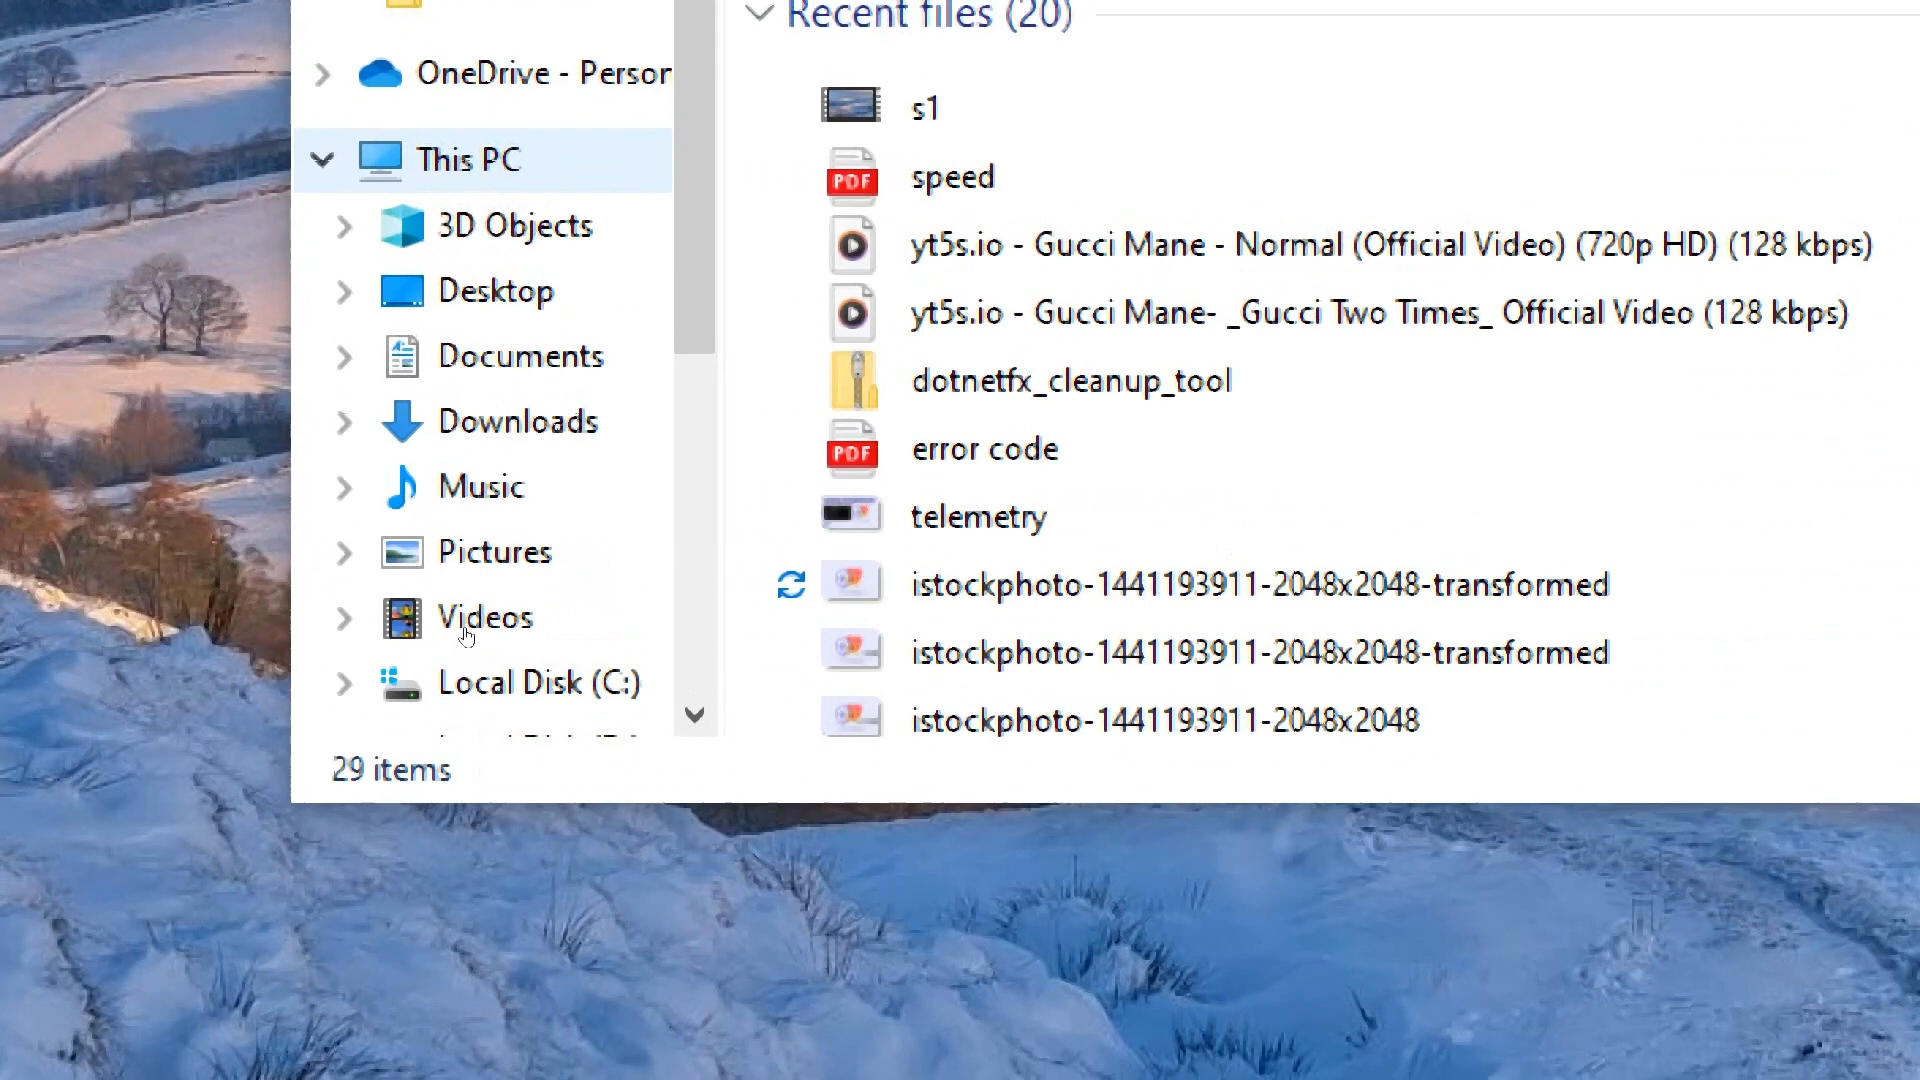 Recent files (20)
OneDrive - Person
This PC
3D Objects
Desktop
Documents
Downloads
Music
Pictures
Videos
Local Disk (C:)
29 items
s1
PDF speed
yt5s.io - Gucci Mane - Normal (Official Video) (720p HD) (128 kbps)
yt5s.io - Gucci Mane- _Gucci Two Times_ Official Video (128 kbps)
dotnetfx_cleanup_tool
PDF error code
telemetry
istockphoto-1441193911-2048x2048-transformed
istockphoto-1441193911-2048x2048-transformed
istockphoto-1441193911-2048x2048